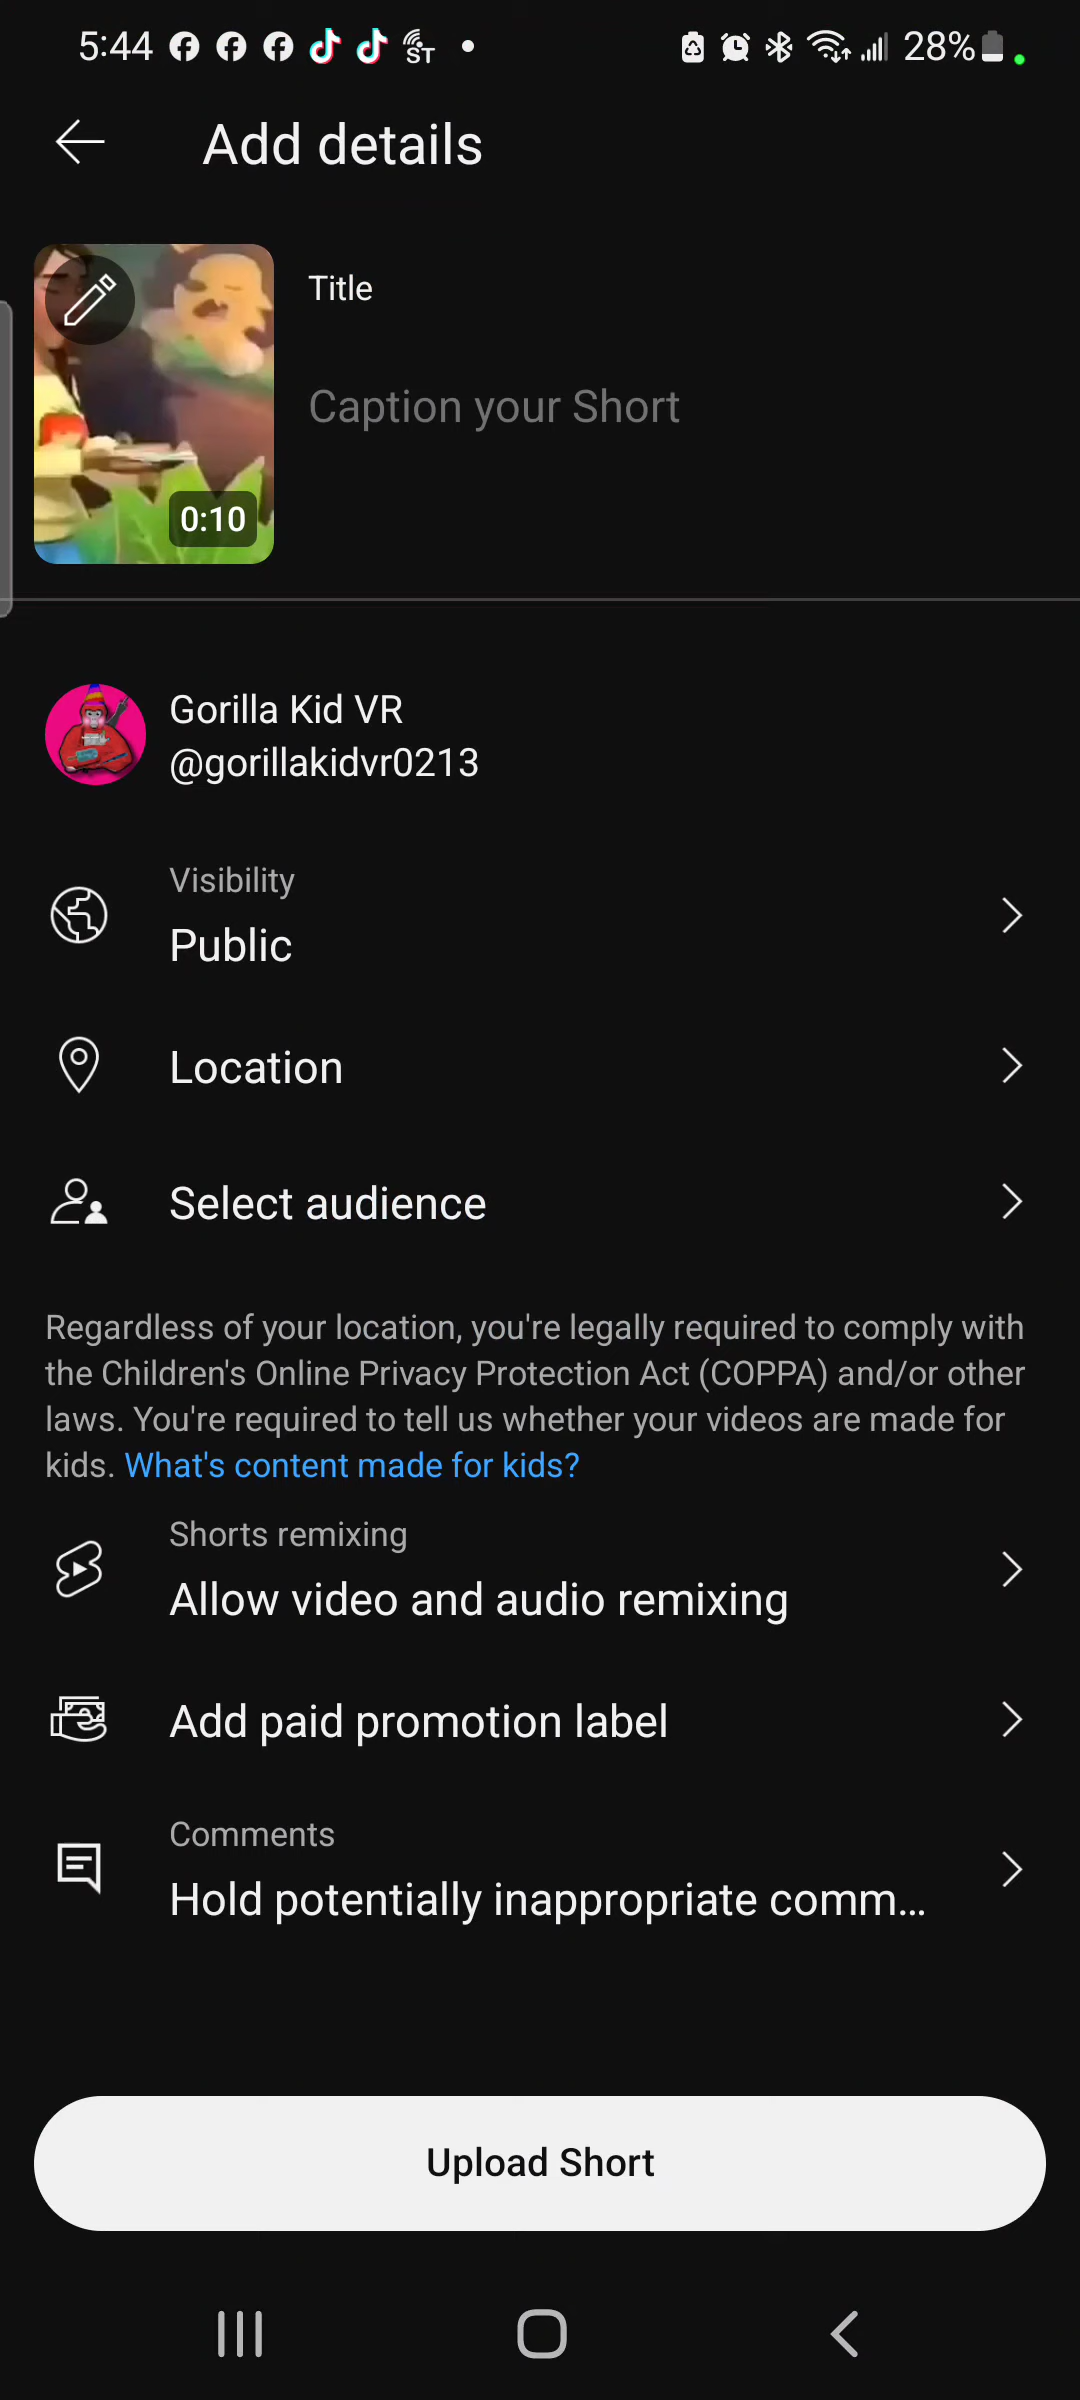 5:44 ST 28%
Add details
Title
Caption your Short
0:10
Gorilla Kid VR
@gorillakidvr0213
Visibility
Public
Location
Select audience
Regardless of your location, you're legally required to comply with
the Children's Online Privacy Protection Act (COPPA) and/or other
laws. You're required to tell us whether your videos are made for
kids. What's content made for kids?
Shorts remixing
Allow video and audio remixing
Add paid promotion label
Comments
Hold potentially inappropriate comm...
Upload Short